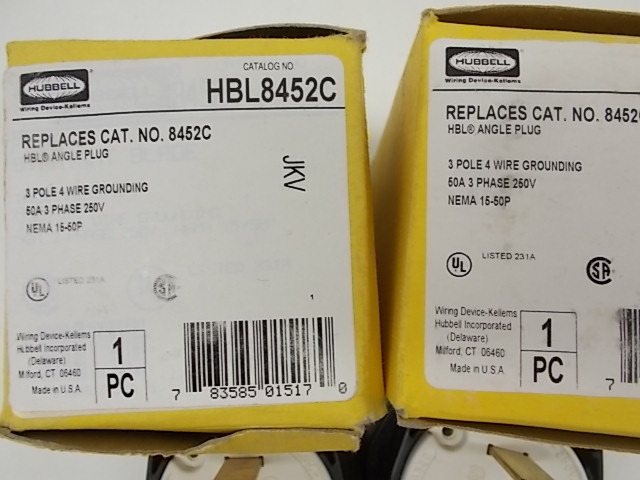 HUBBELL
Wiring Device-Kellems
CATALOG NO
HBL8452C
REPLACES CAT. NO. 8452C
HBL® ANGLE PLUG
JKV
3 POLE 4 WIRE GROUNDING
50A 3 PHASE 250V
NEMA 15-50P
UL
LISTED 231A
SA
1
Wiring Device-Kellems
Hubbell Incorporated
(Delaware)
Milford, CT 06460
Made in U.S.A.
1
PC
7 83585 01517 0
HUBBELL
Wiring Device-Kellems
REPLACES CAT. NO. 8452
HBL® ANGLE PLUG
3 POLE 4 WIRE GROUNDING
50A 3 PHASE 250V
NEMA 15-50P
UL
LISTED 231A
SA
Wiring Device-Kellems
Hubbell Incorporated
(Delaware)
Milford, CT 06460
Made in U.S.A.
1
PC
7